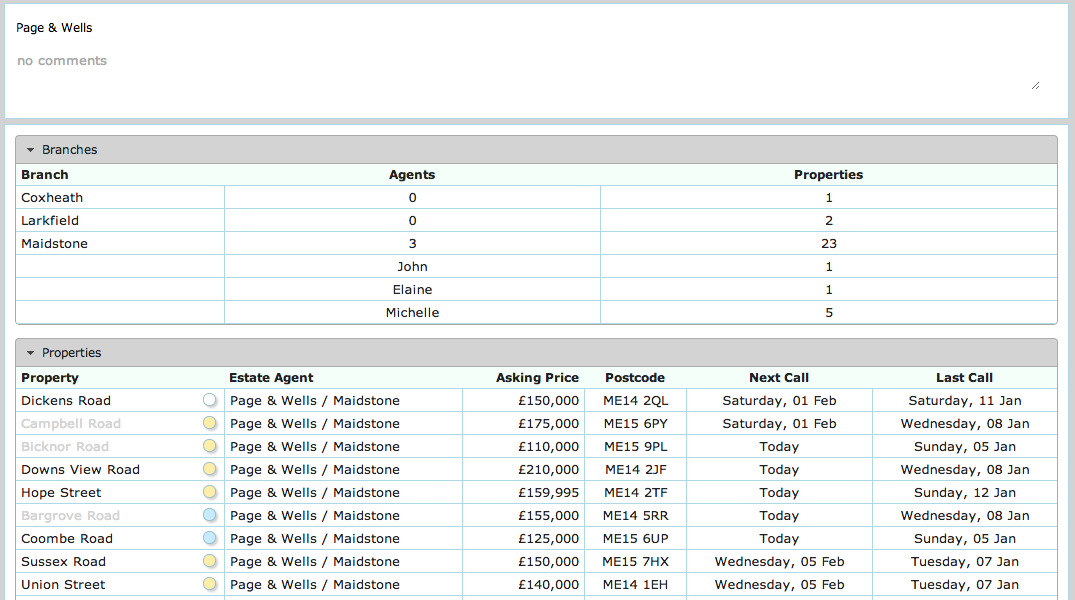 Page & Wells
no comments
Branches
Branch Agents Properties
Coxheath 0 1
Larkfield 0 2
Maidstone 3 23
John 1
Elaine 1
Michelle 5
Properties
Property Estate Agent Asking Price Postcode Next Call Last Call
Dickens Road Page & Wells / Maidstone £150,000 ME14 2QL Saturday, 01 Feb Saturday, 11 Jan
Campbell Road Page & Wells / Maidstone £175,000 ME15 6PY Saturday, 01 Feb Wednesday, 08 Jan
Bicknor Road Page & Wells / Maidstone £110,000 ME15 9PL Today Sunday, 05 Jan
Downs View Road Page & Wells / Maidstone £210,000 ME14 2JF Today Wednesday, 08 Jan
Hope Street Page & Wells / Maidstone £159,995 ME14 2TF Today Sunday, 12 Jan
Bargrove Road Page & Wells / Maidstone £155,000 ME14 5RR Today Wednesday, 08 Jan
Coombe Road Page & Wells / Maidstone £125,000 ME15 6UP Today Sunday, 05 Jan
Sussex Road Page & Wells / Maidstone £150,000 ME15 7HX Wednesday, 05 Feb Tuesday, 07 Jan
Union Street Page & Wells / Maidstone £140,000 ME14 1EH Wednesday, 05 Feb Tuesday, 07 Jan